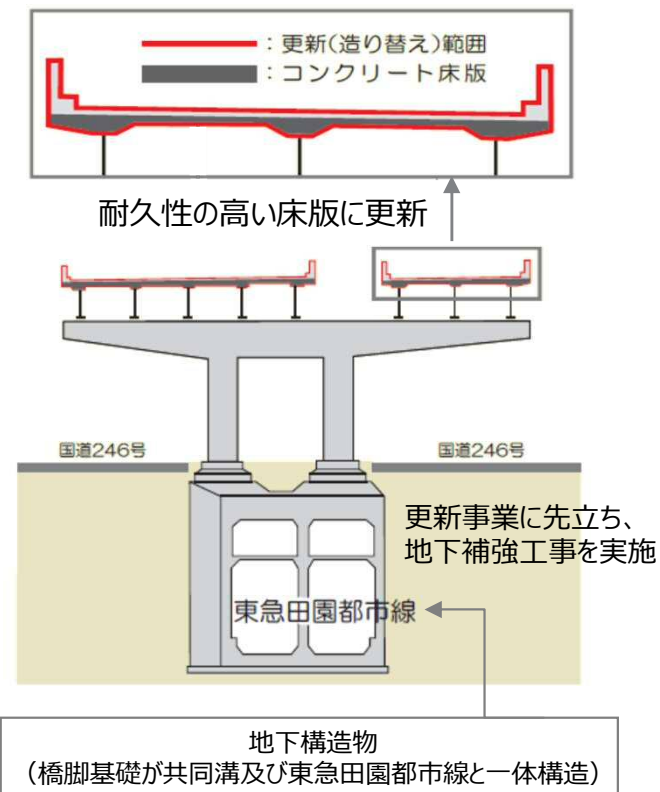 ：更新(造り替え)範囲
：コンクリート床版
耐久性の高い床版に更新
国道246号
国道246号
更新事業に先立ち、
地下補強工事を実施
東急田園都市線
地下構造物
（橋脚基礎が共同溝及び東急田園都市線と一体構造）